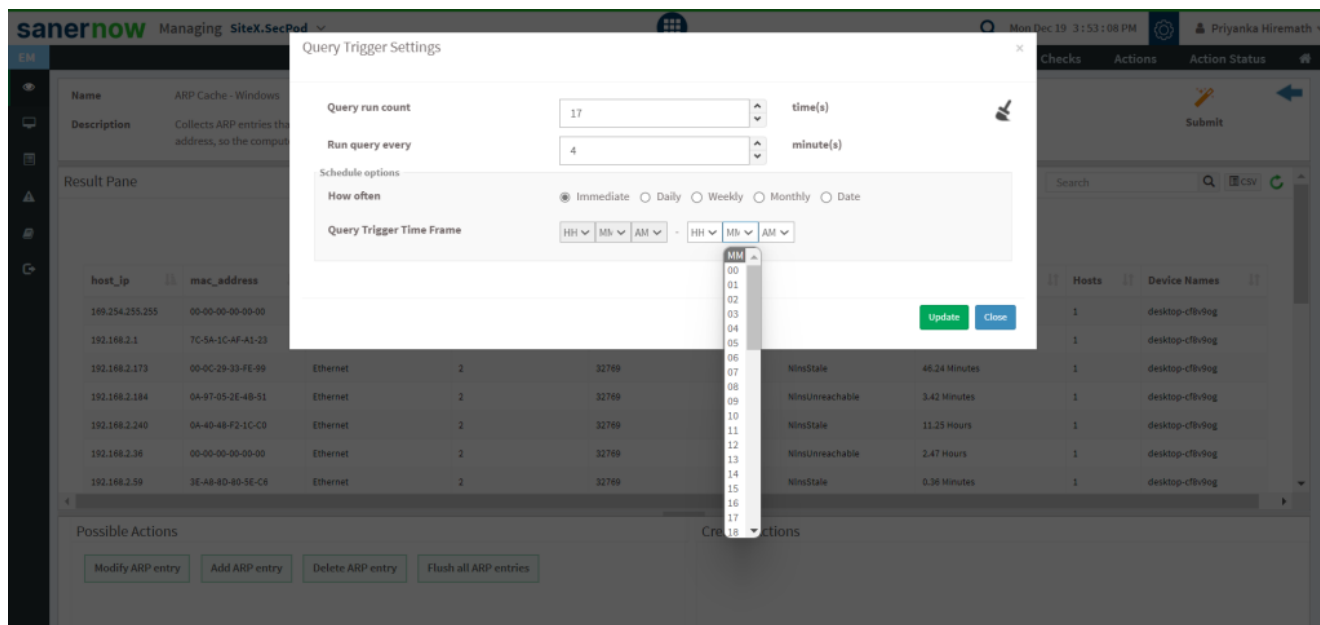 sanernow Managing SiteX.SecPod Mon Dec 19 3:53:08 PM Priyanka Hiremath
EM Checks Actions Action Status
Query Trigger Settings ×
Name ARP Cache - Windows
Description Collects ARP entries tha
address, so the comput
Submit
Query run count 17 time(s)
Run query every 4 minute(s)
Schedule options
How often Immediate Daily Weekly Monthly Date
Query Trigger Time Frame HH MM AM - HH MM AM
MM
00
01
02
03
04
05
06
07
08
09
10
11
12
13
14
15
16
17
18
Update Close
Result Pane Search CSV
host_ip mac_address Hosts Device Names
169.254.255.255 00-00-00-00-00-00 1 desktop-cf8v9og
192.168.2.1 7C-5A-1C-AF-A1-23 1 desktop-cf8v9og
192.168.2.173 00-0C-29-33-FE-99 Ethernet 2 32769 NlnsStale 46.24 Minutes 1 desktop-cf8v9og
192.168.2.184 0A-97-05-2E-4B-51 Ethernet 2 32769 NlnsUnreachable 3.42 Minutes 1 desktop-cf8v9og
192.168.2.240 0A-40-48-F2-1C-C0 Ethernet 2 32769 NlnsStale 11.25 Hours 1 desktop-cf8v9og
192.168.2.36 00-00-00-00-00-00 Ethernet 2 32769 NlnsUnreachable 2.47 Hours 1 desktop-cf8v9og
192.168.2.59 3E-A8-8D-80-5E-C6 Ethernet 2 32769 NlnsStale 0.36 Minutes 1 desktop-cf8v9og
Possible Actions Cre ctions
Modify ARP entry Add ARP entry Delete ARP entry Flush all ARP entries